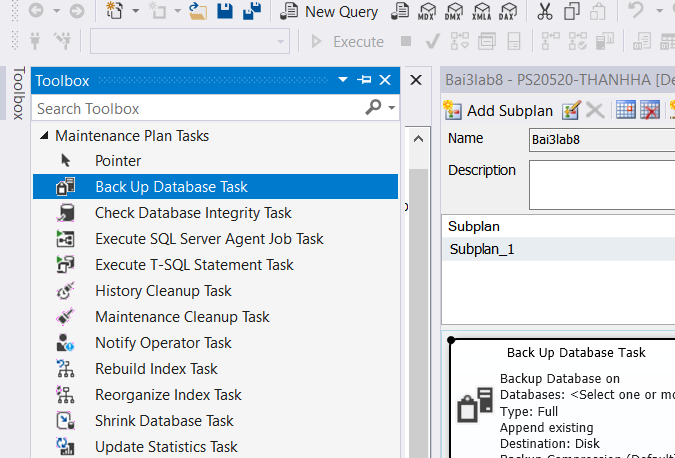 New Query
MDX DMX XMLA DAX
Execute
Toolbox
Toolbox
Search Toolbox
Maintenance Plan Tasks
Pointer
Back Up Database Task
Check Database Integrity Task
Execute SQL Server Agent Job Task
Execute T-SQL Statement Task
History Cleanup Task
Maintenance Cleanup Task
Notify Operator Task
Rebuild Index Task
Reorganize Index Task
Shrink Database Task
Update Statistics Task
Bai3lab8 - PS20520-THANHHA [De
Add Subplan
Name
Bai3lab8
Description
Subplan
Subplan_1
Back Up Database Task
Backup Database on
Databases: <Select one or mo
Type: Full
Append existing
Destination: Disk
Backup Compression (Default)